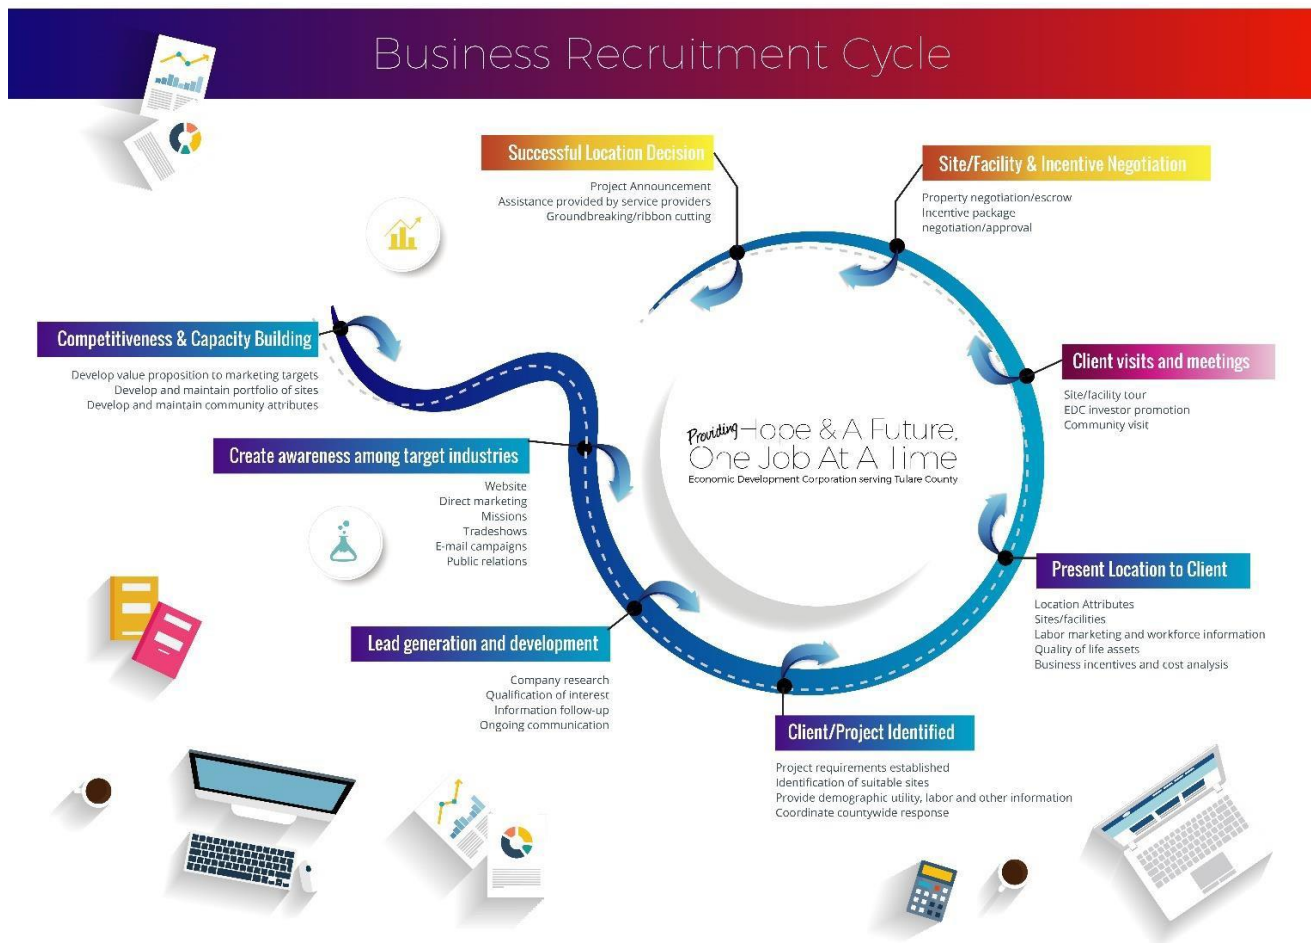 Business Recruitment Cycle
Successful Location Decision
Project Announcement
Assistance provided by service providers
Groundbreaking/ribbon cutting
Site/Facility & Incentive Negotiation
Property negotiation/escrow
Incentive package
negotiation/approval
Competitiveness & Capacity Building
Develop value proposition to marketing targets
Develop and maintain portfolio of sites
Develop and maintain community attributes
Client visits and meetings
Site/facility tour
EDC investor promotion
Community visit
Providing Hope & A Future,
One Job At A Time
Economic Development Corporation serving Tulare County
Create awareness among target industries
Website
Direct marketing
Missions
Tradeshows
E-mail campaigns
Public relations
Present Location to Client
Location Attributes
Sites/facilities
Labor marketing and workforce information
Quality of life assets
Business incentives and cost analysis
Lead generation and development
Company research
Qualification of interest
Information follow-up
Ongoing communication
Client/Project Identified
Project requirements established
Identification of suitable sites
Provide demographic utility, labor and other information
Coordinate countywide response